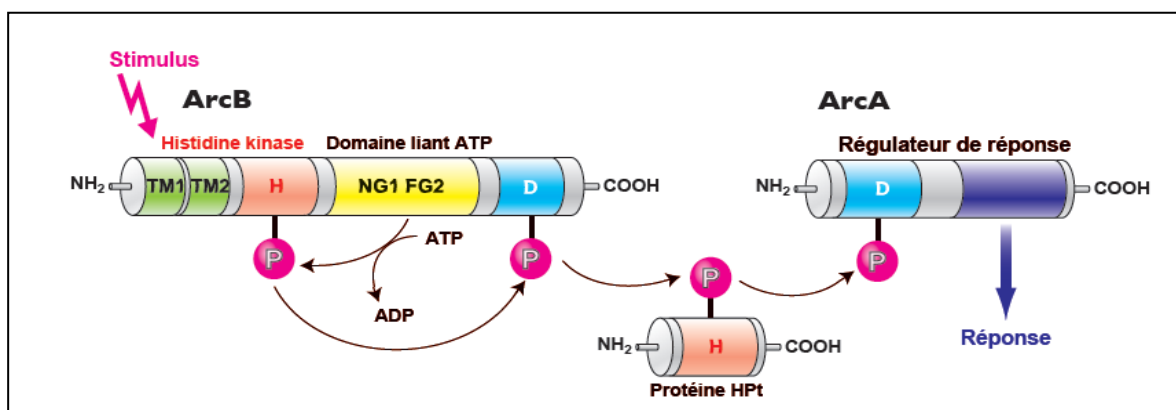 Stimulus
ArcB
ArcA
Histidine kinase
Domaine liant ATP
Régulateur de réponse
NH2
TM1
TM2
H
NG1 FG2
D
COOH
NH2
D
COOH
P
ATP
P
P
P
ADP
NH2
H
COOH
Réponse
Protéine HPt